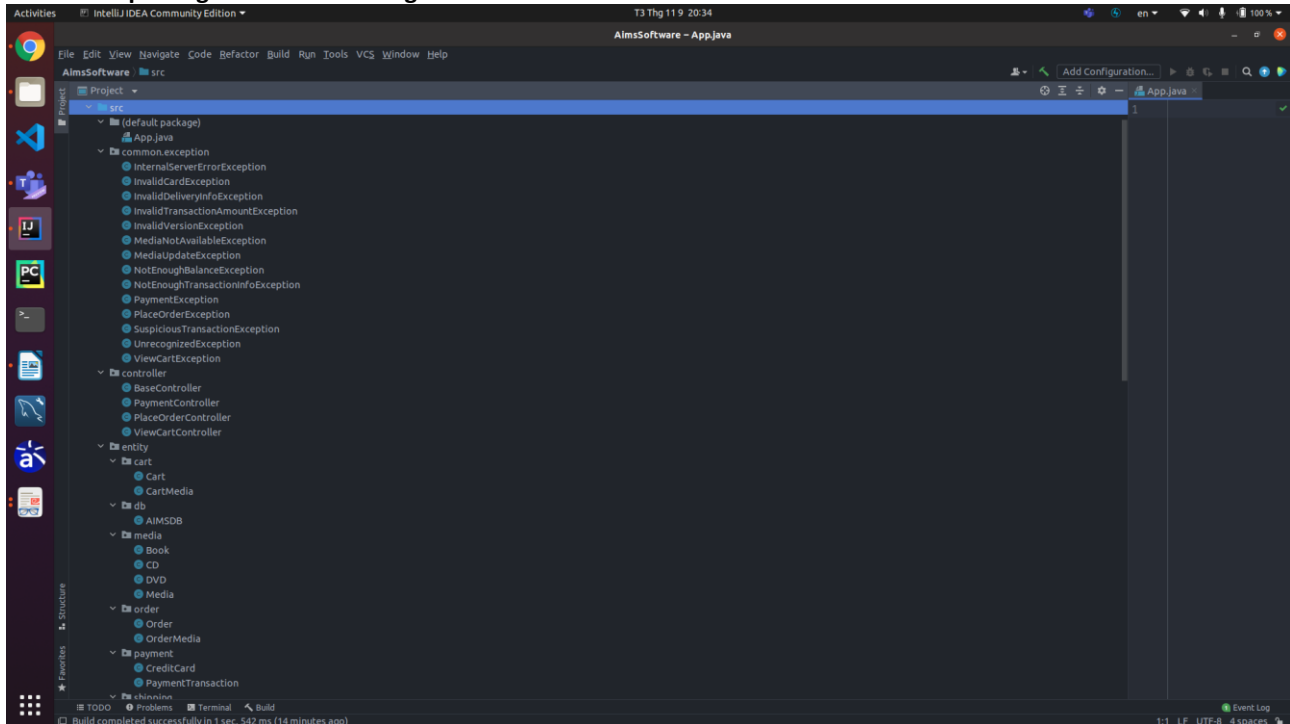 Activities IntelliJ IDEA Community Edition T3 Thg 11 9 20:34 en 100 %
AimsSoftware – App.java
File Edit View Navigate Code Refactor Build Run Tools VCS Window Help
AimsSoftware src Add Configuration...
Project Project App.java
src 1
(default package)
App.java
common.exception
InternalServerErrorException
InvalidCardException
InvalidDeliveryInfoException
InvalidTransactionAmountException
InvalidVersionException
MediaNotAvailableException
MediaUpdateException
NotEnoughBalanceException
NotEnoughTransactionInfoException
PaymentException
PlaceOrderException
SuspiciousTransactionException
UnrecognizedException
ViewCartException
controller
BaseController
PaymentController
PlaceOrderController
ViewCartController
entity
cart
Cart
CartMedia
db
AIMSDB
media
Book
CD
DVD
Media
Structure
order
Order
OrderMedia
payment
Favorites
CreditCard
PaymentTransaction
shipping
TODO Problems Terminal Build Event Log
Build completed successfully in 1 sec, 542 ms (14 minutes ago) 1:1 LF UTF-8 4 spaces